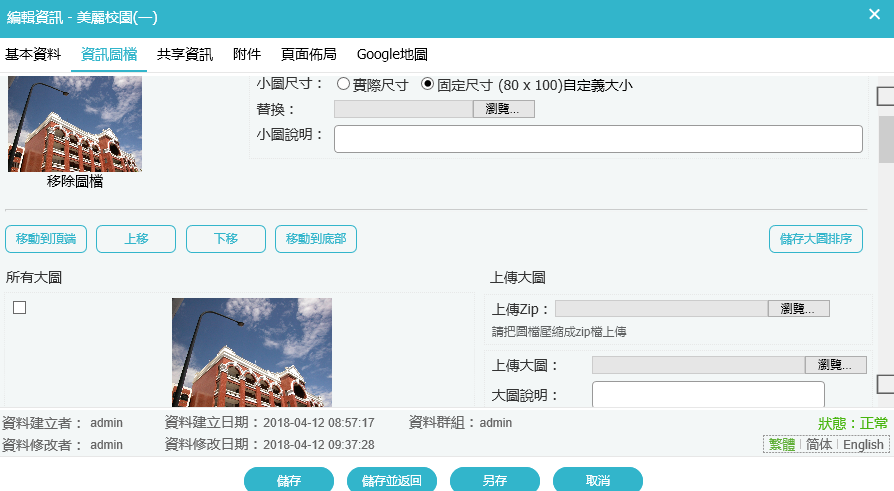 編輯資訊 - 美麗校園(一)
基本資料 資訊圖檔 共享資訊 附件 頁面佈局 Google地圖
小圖尺寸： 實際尺寸 固定尺寸 (80 x 100)自定義大小
替換： 瀏覽...
小圖說明：
移除圖檔
移動到頂端 上移 下移 移動到底部 儲存大圖排序
所有大圖 上傳大圖
上傳Zip： 瀏覽...
請把圖檔壓縮成zip檔上傳
上傳大圖： 瀏覽...
大圖說明：
資料建立者： admin 資料建立日期：2018-04-12 08:57:17 資料群組：admin 狀態：正常
資料修改者： admin 資料修改日期：2018-04-12 09:37:28 繁體 简体 English
儲存 儲存並返回 另存 取消